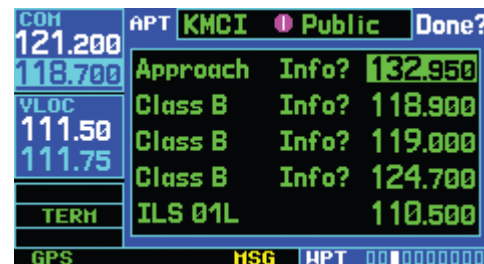 COM
121.200
118.700
VLOC
111.50
111.75
TERM
GPS
APT KMCI Public Done?
Approach Info? 132.950
Class B Info? 118.900
Class B Info? 119.000
Class B Info? 124.700
ILS 01L 110.500
MSG WPT